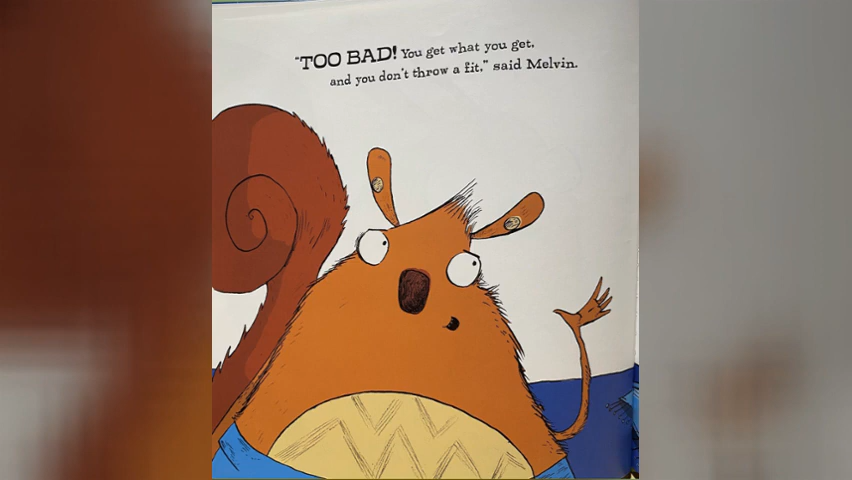 "TOO BAD! You get what you get,
and you don't throw a fit," said Melvin.